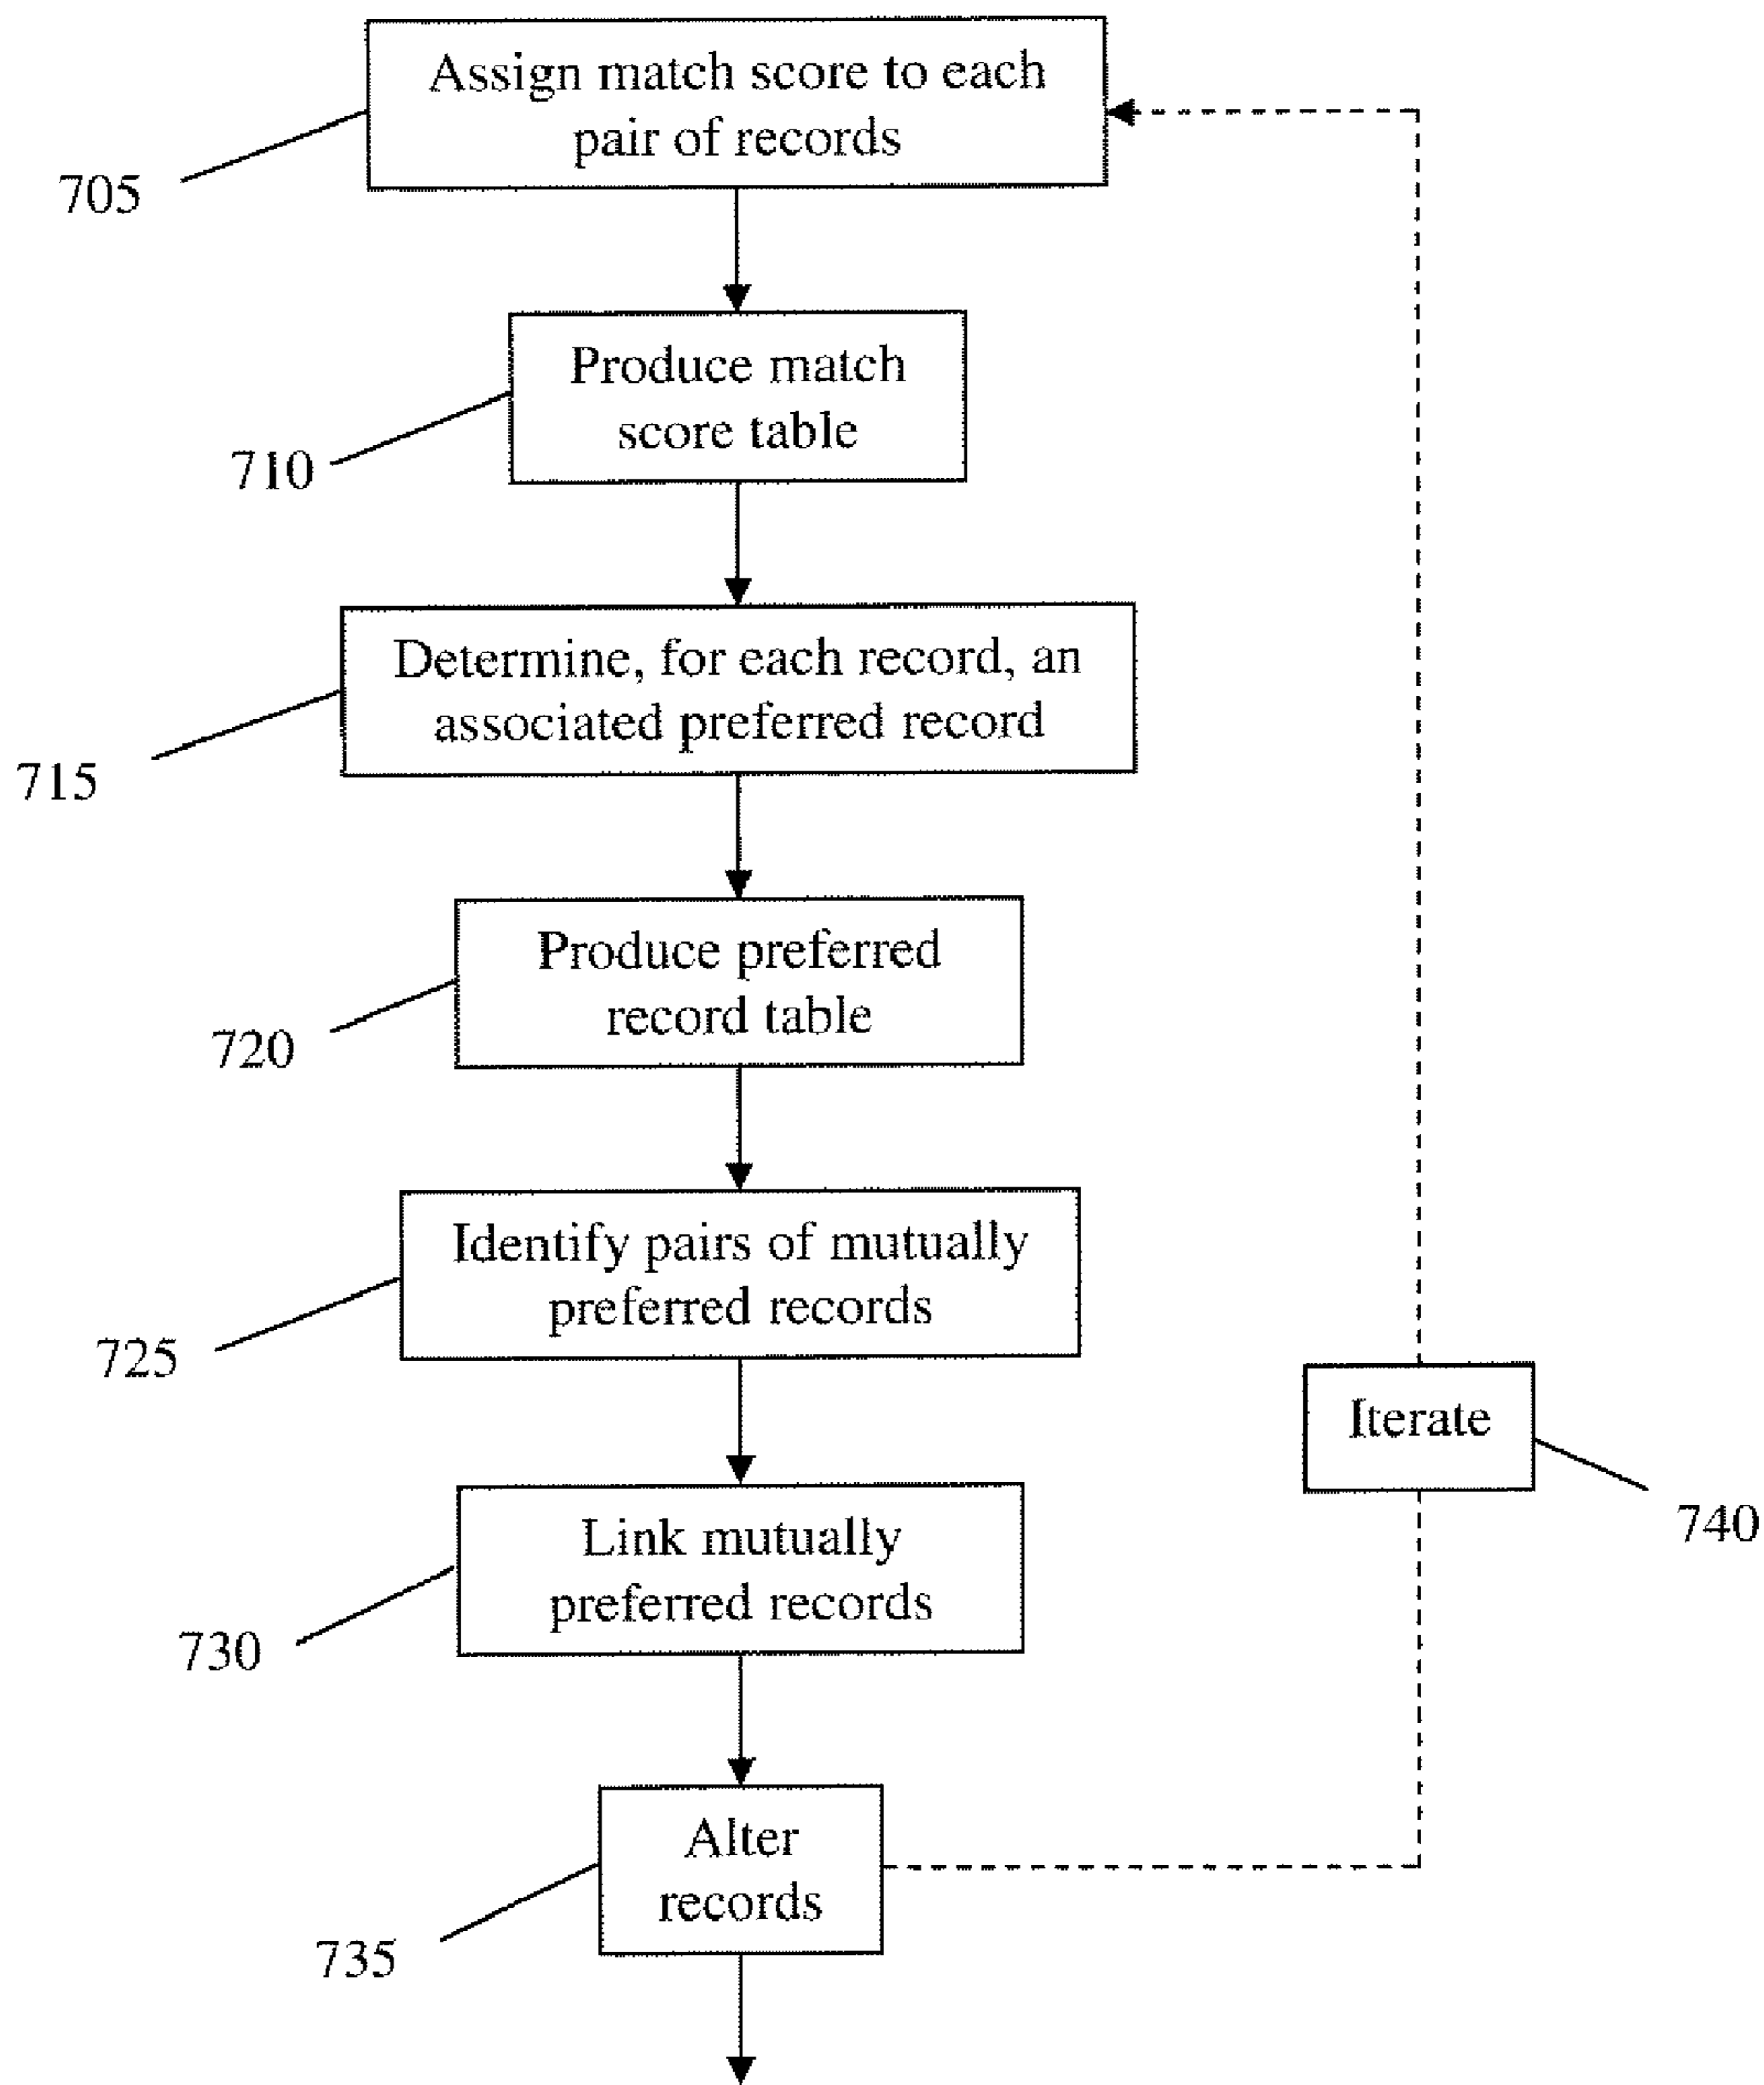 Assign match score to each
pair of records
705
Produce match
score table
710
Determine, for each record, an
associated preferred record
715
Produce preferred
record table
720
Identify pairs of mutually
preferred records
725
Iterate
740
Link mutually
preferred records
730
Alter
records
735